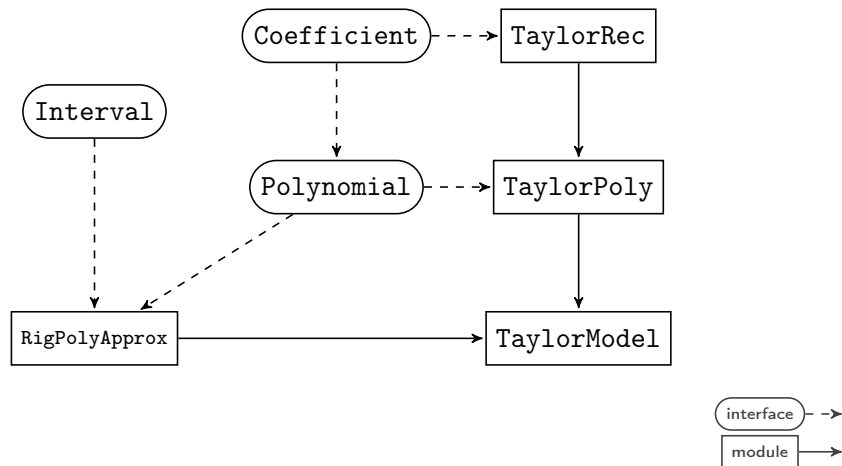 Coefficient
TaylorRec
Interval
Polynomial
TaylorPoly
RigPolyApprox
TaylorModel
interface
module